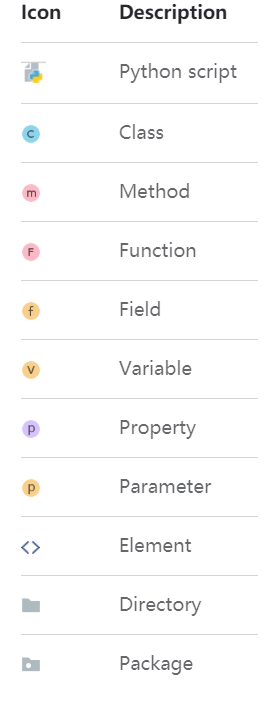 Icon Description
Python script
c Class
m Method
F Function
f Field
v Variable
p Property
p Parameter
<> Element
Directory
Package